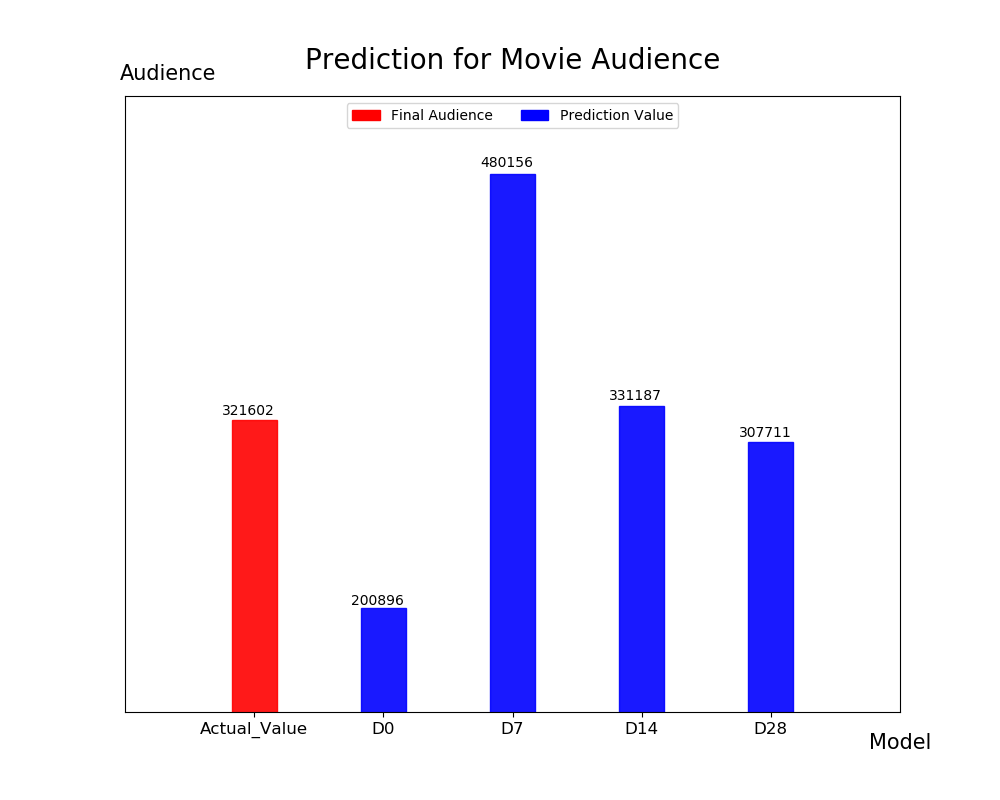 Prediction for Movie Audience
Audience
Final Audience Prediction Value
480156
331187
321602
307711
200896
Actual_Value D0 D7 D14 D28
Model